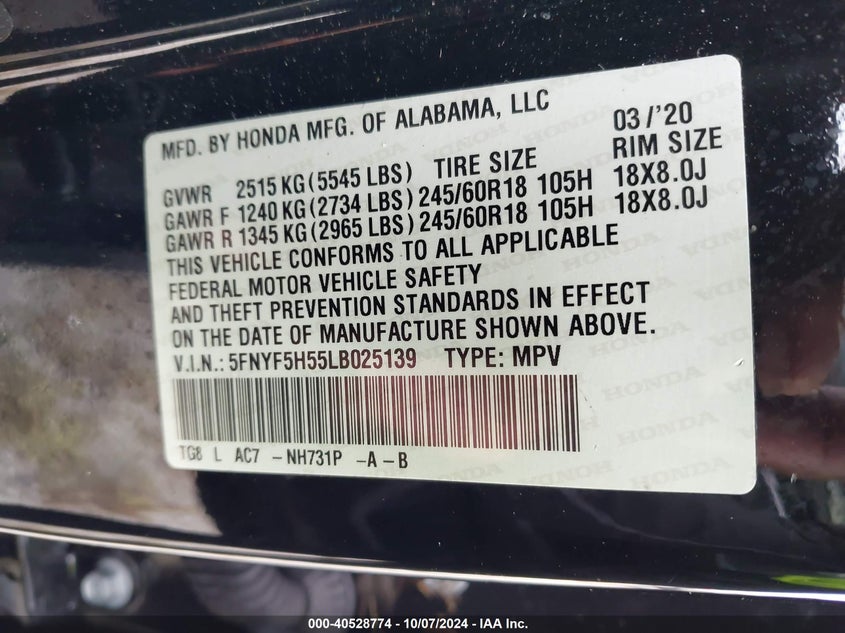 MFD. BY HONDA MFG. OF ALABAMA, LLC 03/'20
GVWR 2515 KG (5545 LBS) TIRE SIZE RIM SIZE
GAWR F 1240 KG (2734 LBS) 245/60R18 105H 18X8.0J
GAWR R 1345 KG (2965 LBS) 245/60R18 105H 18X8.0J
THIS VEHICLE CONFORMS TO ALL APPLICABLE
FEDERAL MOTOR VEHICLE SAFETY
AND THEFT PREVENTION STANDARDS IN EFFECT
ON THE DATE OF MANUFACTURE SHOWN ABOVE.
V.I.N.: 5FNYF5H55LB025139 TYPE: MPV
TG8 L AC7 -NH731P -A -B
000-40528774 - 10/07/2024 - IAA Inc.